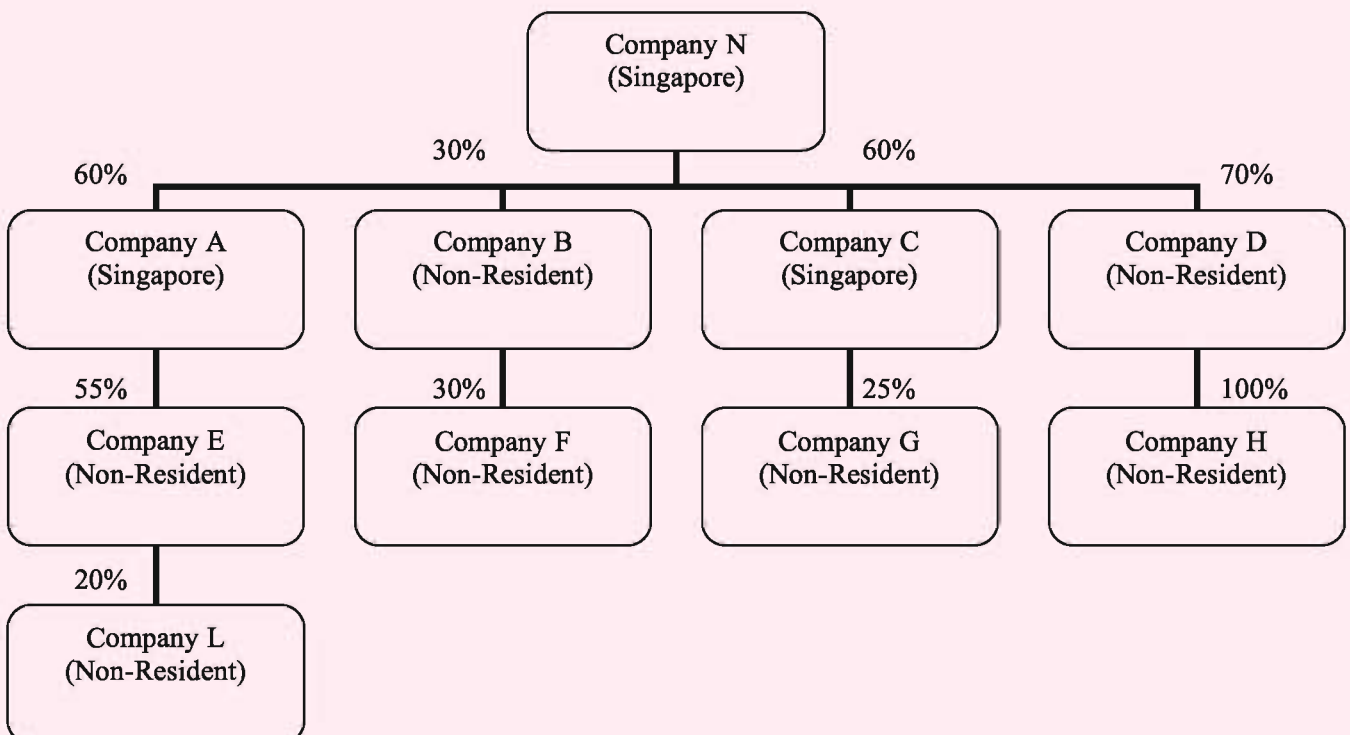 Company N
(Singapore)
60%
30%
60%
70%
Company A
(Singapore)
Company B
(Non-Resident)
Company C
(Singapore)
Company D
(Non-Resident)
55%
30%
25%
100%
Company E
(Non-Resident)
Company F
(Non-Resident)
Company G
(Non-Resident)
Company H
(Non-Resident)
20%
Company L
(Non-Resident)